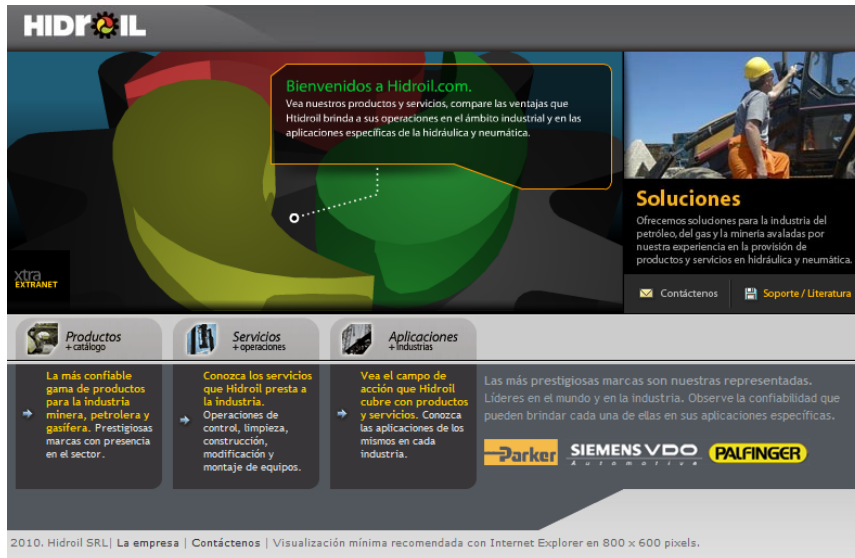 HIDROIL
Bienvenidos a Hidroil.com.
Vea nuestros productos y servicios, compare las ventajas que
Htidroil brinda a sus operaciones en el ámbito industrial y en las
aplicaciones específicas de la hidráulica y neumática.
Soluciones
Ofrecemos soluciones para la industria del
petróleo, del gas y la minería avaladas por
nuestra experiencia en la provisión de
productos y servicios en hidráulica y neumática.
xtra
EXTRANET
Contáctenos
Soporte / Literatura
Productos
+catálogo
Servicios
+operaciones
Aplicaciones
+Industrias
La más confiable
gama de productos
para la industria
minera, petrolera y
gasífera. Prestigiosas
marcas con presencia
en el sector.
Conozca los servicios
que Hidroil presta a
la industria.
Operaciones de
control, limpieza,
construcción,
modificación y
montaje de equipos.
Vea el campo de
acción que Hidroil
cubre con productos
y servicios. Conozca
las aplicaciones de los
mismos en cada
industria.
Las más prestigiosas marcas son nuestras representadas.
Líderes en el mundo y en la industria. Observe la confiabilidad que
pueden brindar cada una de ellas en sus aplicaciones específicas.
Parker
SIEMENS VDO
Automotive
PALFINGER
2010. Hidroil SRL| La empresa | Contáctenos | Visualización mínima recomendada con Internet Explorer en 800 x 600 pixels.